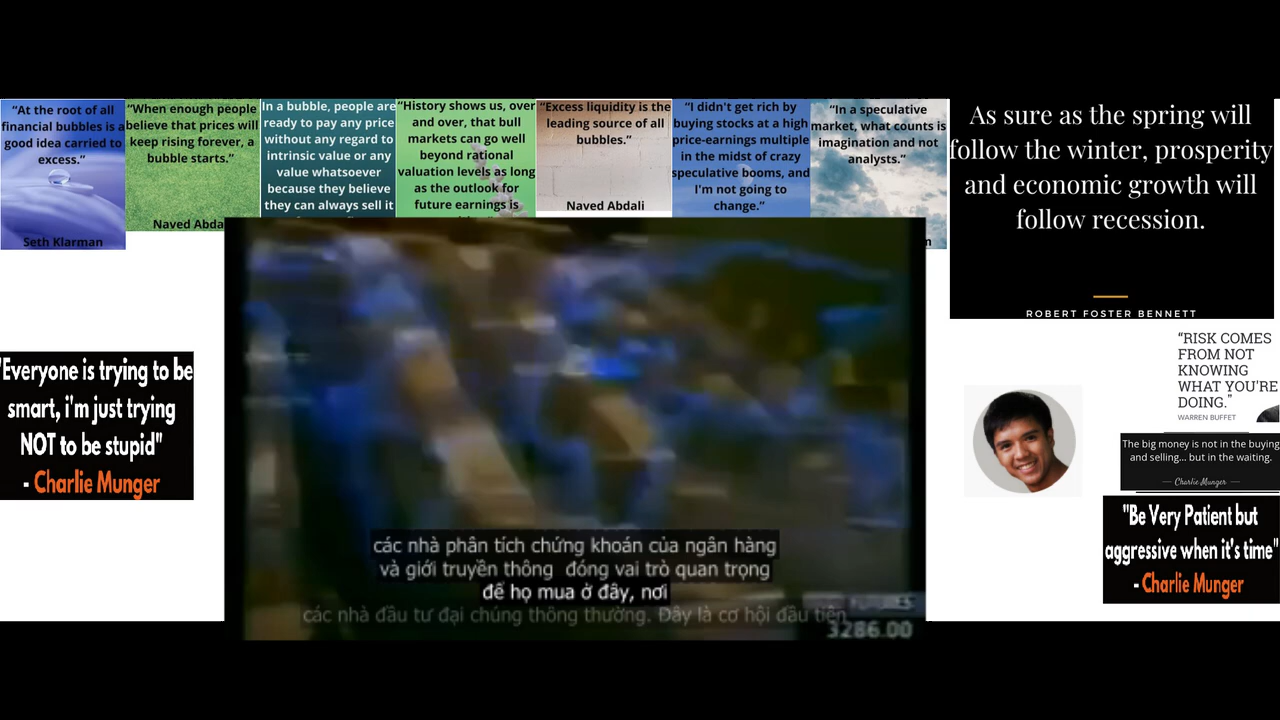 “At the root of all
financial bubbles is a
good idea carried to
excess.”
Seth Klarman
“When enough people
believe that prices will
keep rising forever, a
bubble starts.”
Naved Abda
In a bubble, people are
ready to pay any price
without any regard to
intrinsic value or any
value whatsoever
because they believe
they can always sell it
“History shows us, over
and over, that bull
markets can go well
beyond rational
valuation levels as long
as the outlook for
future earnings is
“Excess liquidity is the
leading source of all
bubbles.”
Naved Abdali
“I didn't get rich by
buying stocks at a high
price-earnings multiple
in the midst of crazy
speculative booms, and
I'm not going to
change.”
“In a speculative
market, what counts is
imagination and not
analysts.”
As sure as the spring will
follow the winter, prosperity
and economic growth will
follow recession.
ROBERT FOSTER BENNETT
"Everyone is trying to be
smart, i'm just trying
NOT to be stupid"
- Charlie Munger
các nhà phân tích chứng khoán của ngân hàng
và giới truyền thông đóng vai trò quan trọng
để họ mua ở đây, nơi
các nhà đầu tư đại chúng thông thường. Đây là cơ hội đầu tiên
FUTURES
3286.00
“RISK COMES
FROM NOT
KNOWING
WHAT YOU'RE
DOING.”
WARREN BUFFET
The big money is not in the buying
and selling... but in the waiting.
— Charlie Munger —
"Be Very Patient but
aggressive when it's time"
- Charlie Munger